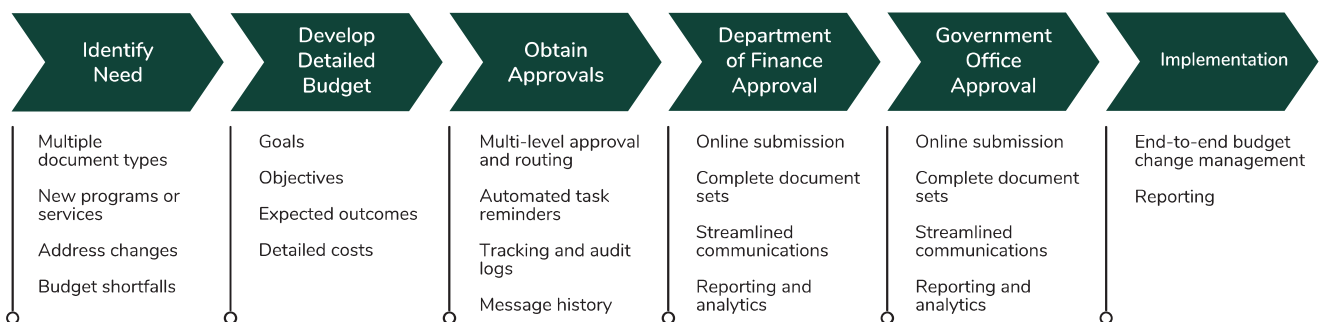 Identify
Need
Multiple
document types
New programs or
services
Address changes
Budget shortfalls
Develop
Detailed
Budget
Goals
Objectives
Expected outcomes
Detailed costs
Obtain
Approvals
Multi-level approval
and routing
Automated task
reminders
Tracking and audit
logs
Message history
Department
of Finance
Approval
Online submission
Complete document
sets
Streamlined
communications
Reporting and
analytics
Government
Office
Approval
Online submission
Complete document
sets
Streamlined
communications
Reporting and
analytics
Implementation
End-to-end budget
change management
Reporting